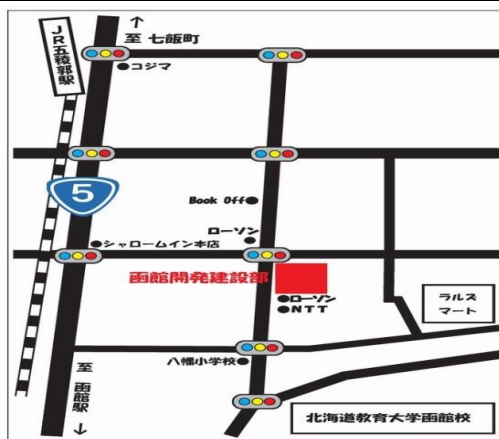 ↑
至 七飯町
JR五稜郭駅
●コジマ
5
Book Off●
ローソン
●
●シャロームイン本店
函館開発建設部
●ローソン
●NTT
ラルズ
マート
八幡小学校●
至 函館駅
↓
北海道教育大学函館校